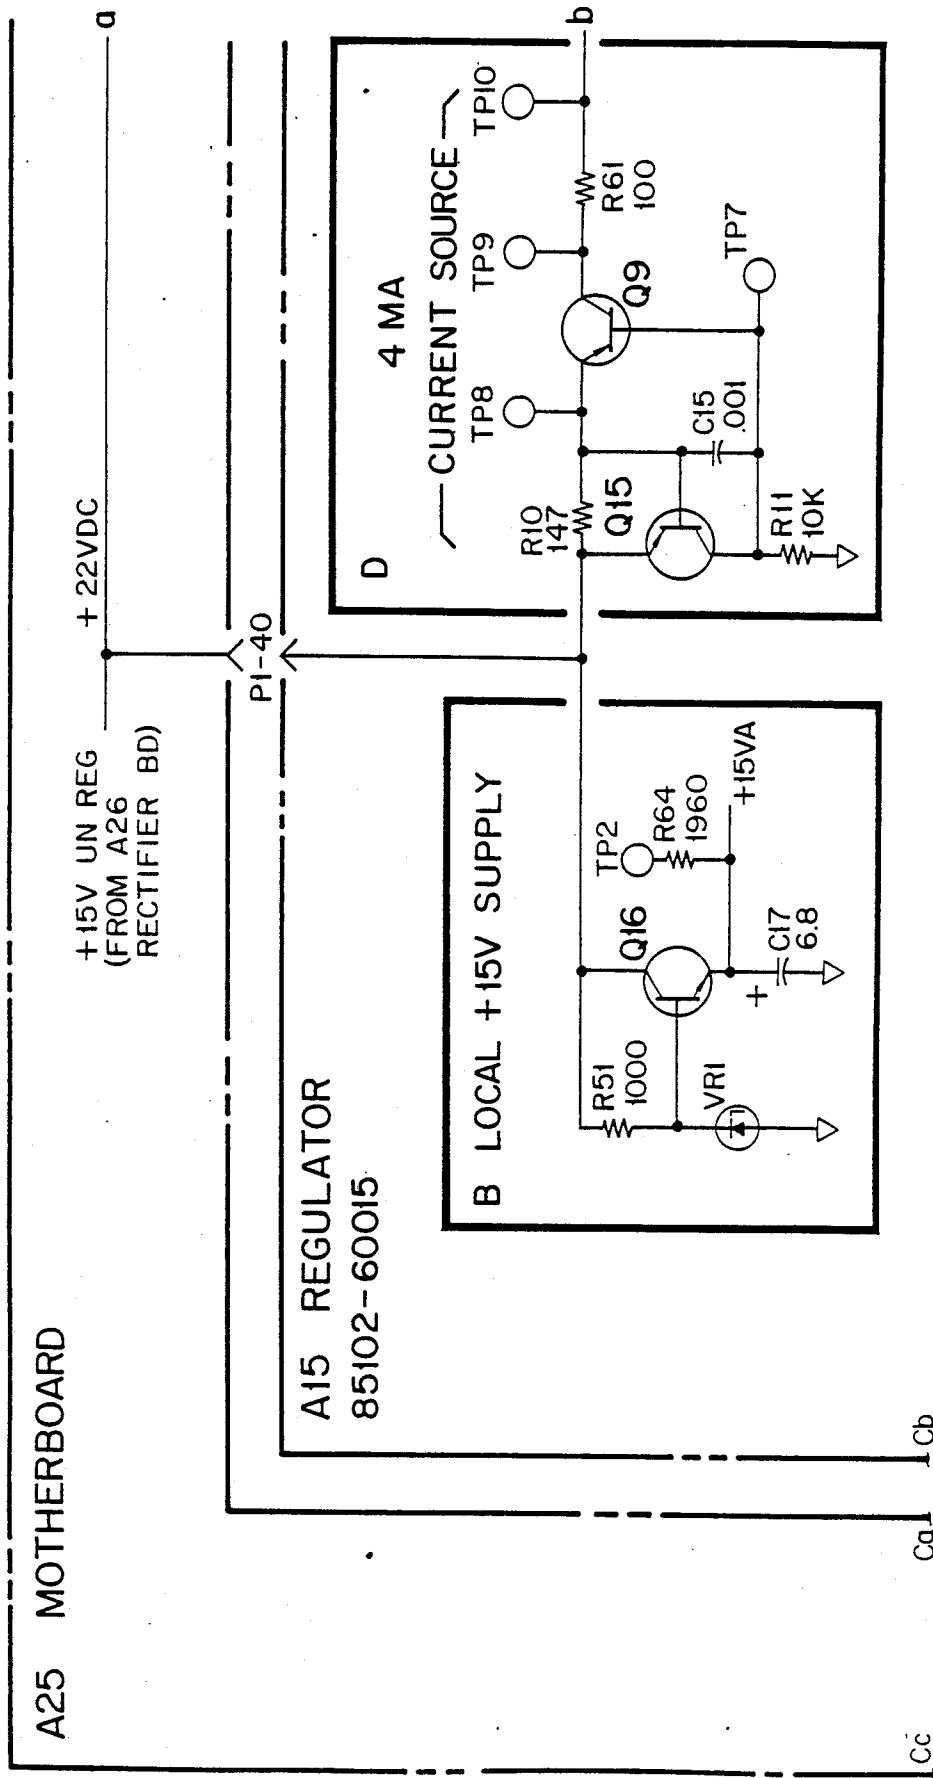 A25 MOTHERBOARD
+15V UN REG
(FROM A26
RECTIFIER BD)
+22VDC
a
P1-40
A15 REGULATOR
85102-60015
B LOCAL +15V SUPPLY
R51
1000
VR1
Q16
+
C17
6.8
TP2
R64
1960
+15VA
D
4 MA
CURRENT SOURCE
R10
147
Q15
R11
10K
C15
.001
TP8
Q9
TP9
TP7
R61
100
TP10
b
Cc
Ca
Cb